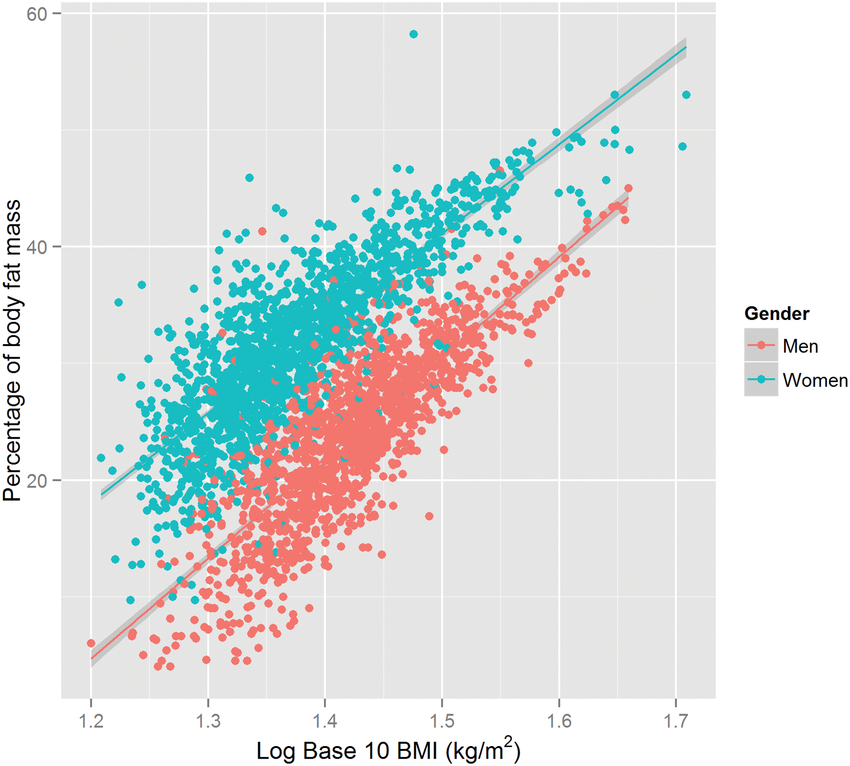 60
40
20
Percentage of body fat mass
1.2 1.3 1.4 1.5 1.6 1.7
Log Base 10 BMI (kg/m²)
Gender
Men
Women